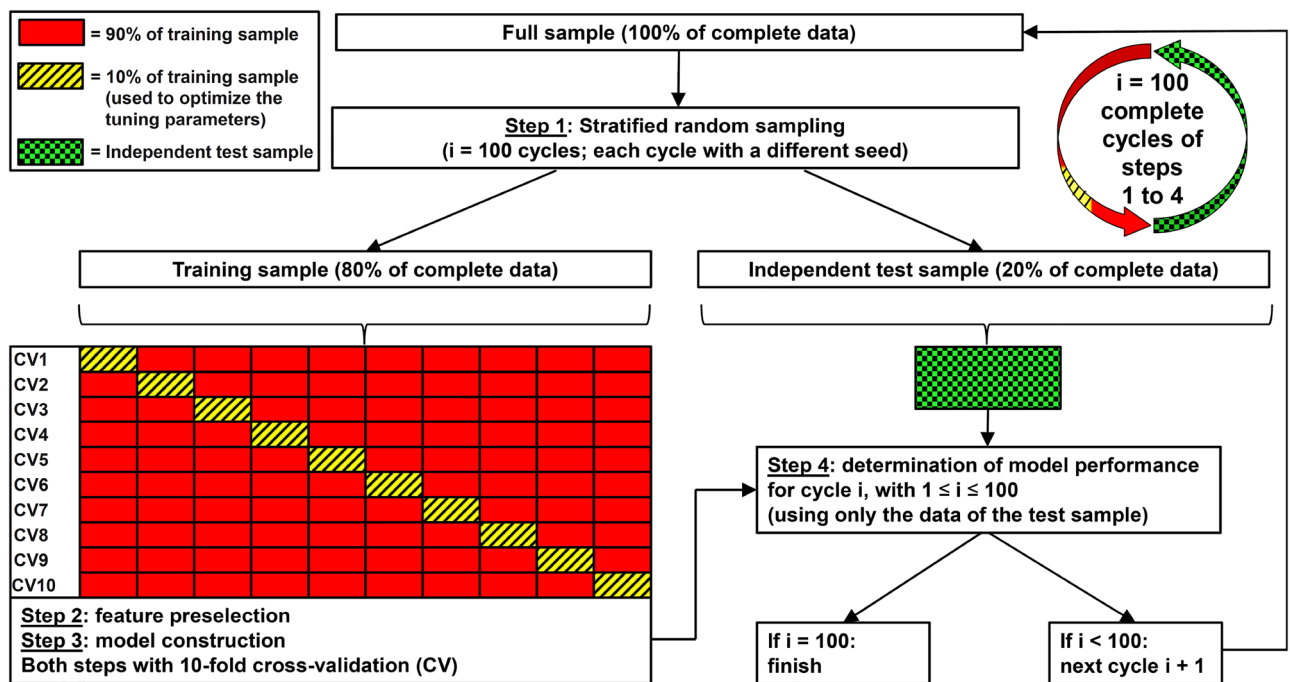 = 90% of training sample
= 10% of training sample
(used to optimize the
tuning parameters)
= Independent test sample
Full sample (100% of complete data)
i = 100
complete
cycles of
steps
1 to 4
Step 1: Stratified random sampling
(i = 100 cycles; each cycle with a different seed)
Training sample (80% of complete data)
Independent test sample (20% of complete data)
CV1
CV2
CV3
CV4
CV5
CV6
CV7
CV8
CV9
CV10
Step 2: feature preselection
Step 3: model construction
Both steps with 10-fold cross-validation (CV)
Step 4: determination of model performance
for cycle i, with 1 ≤ i ≤ 100
(using only the data of the test sample)
If i = 100:
finish
If i < 100:
next cycle i + 1